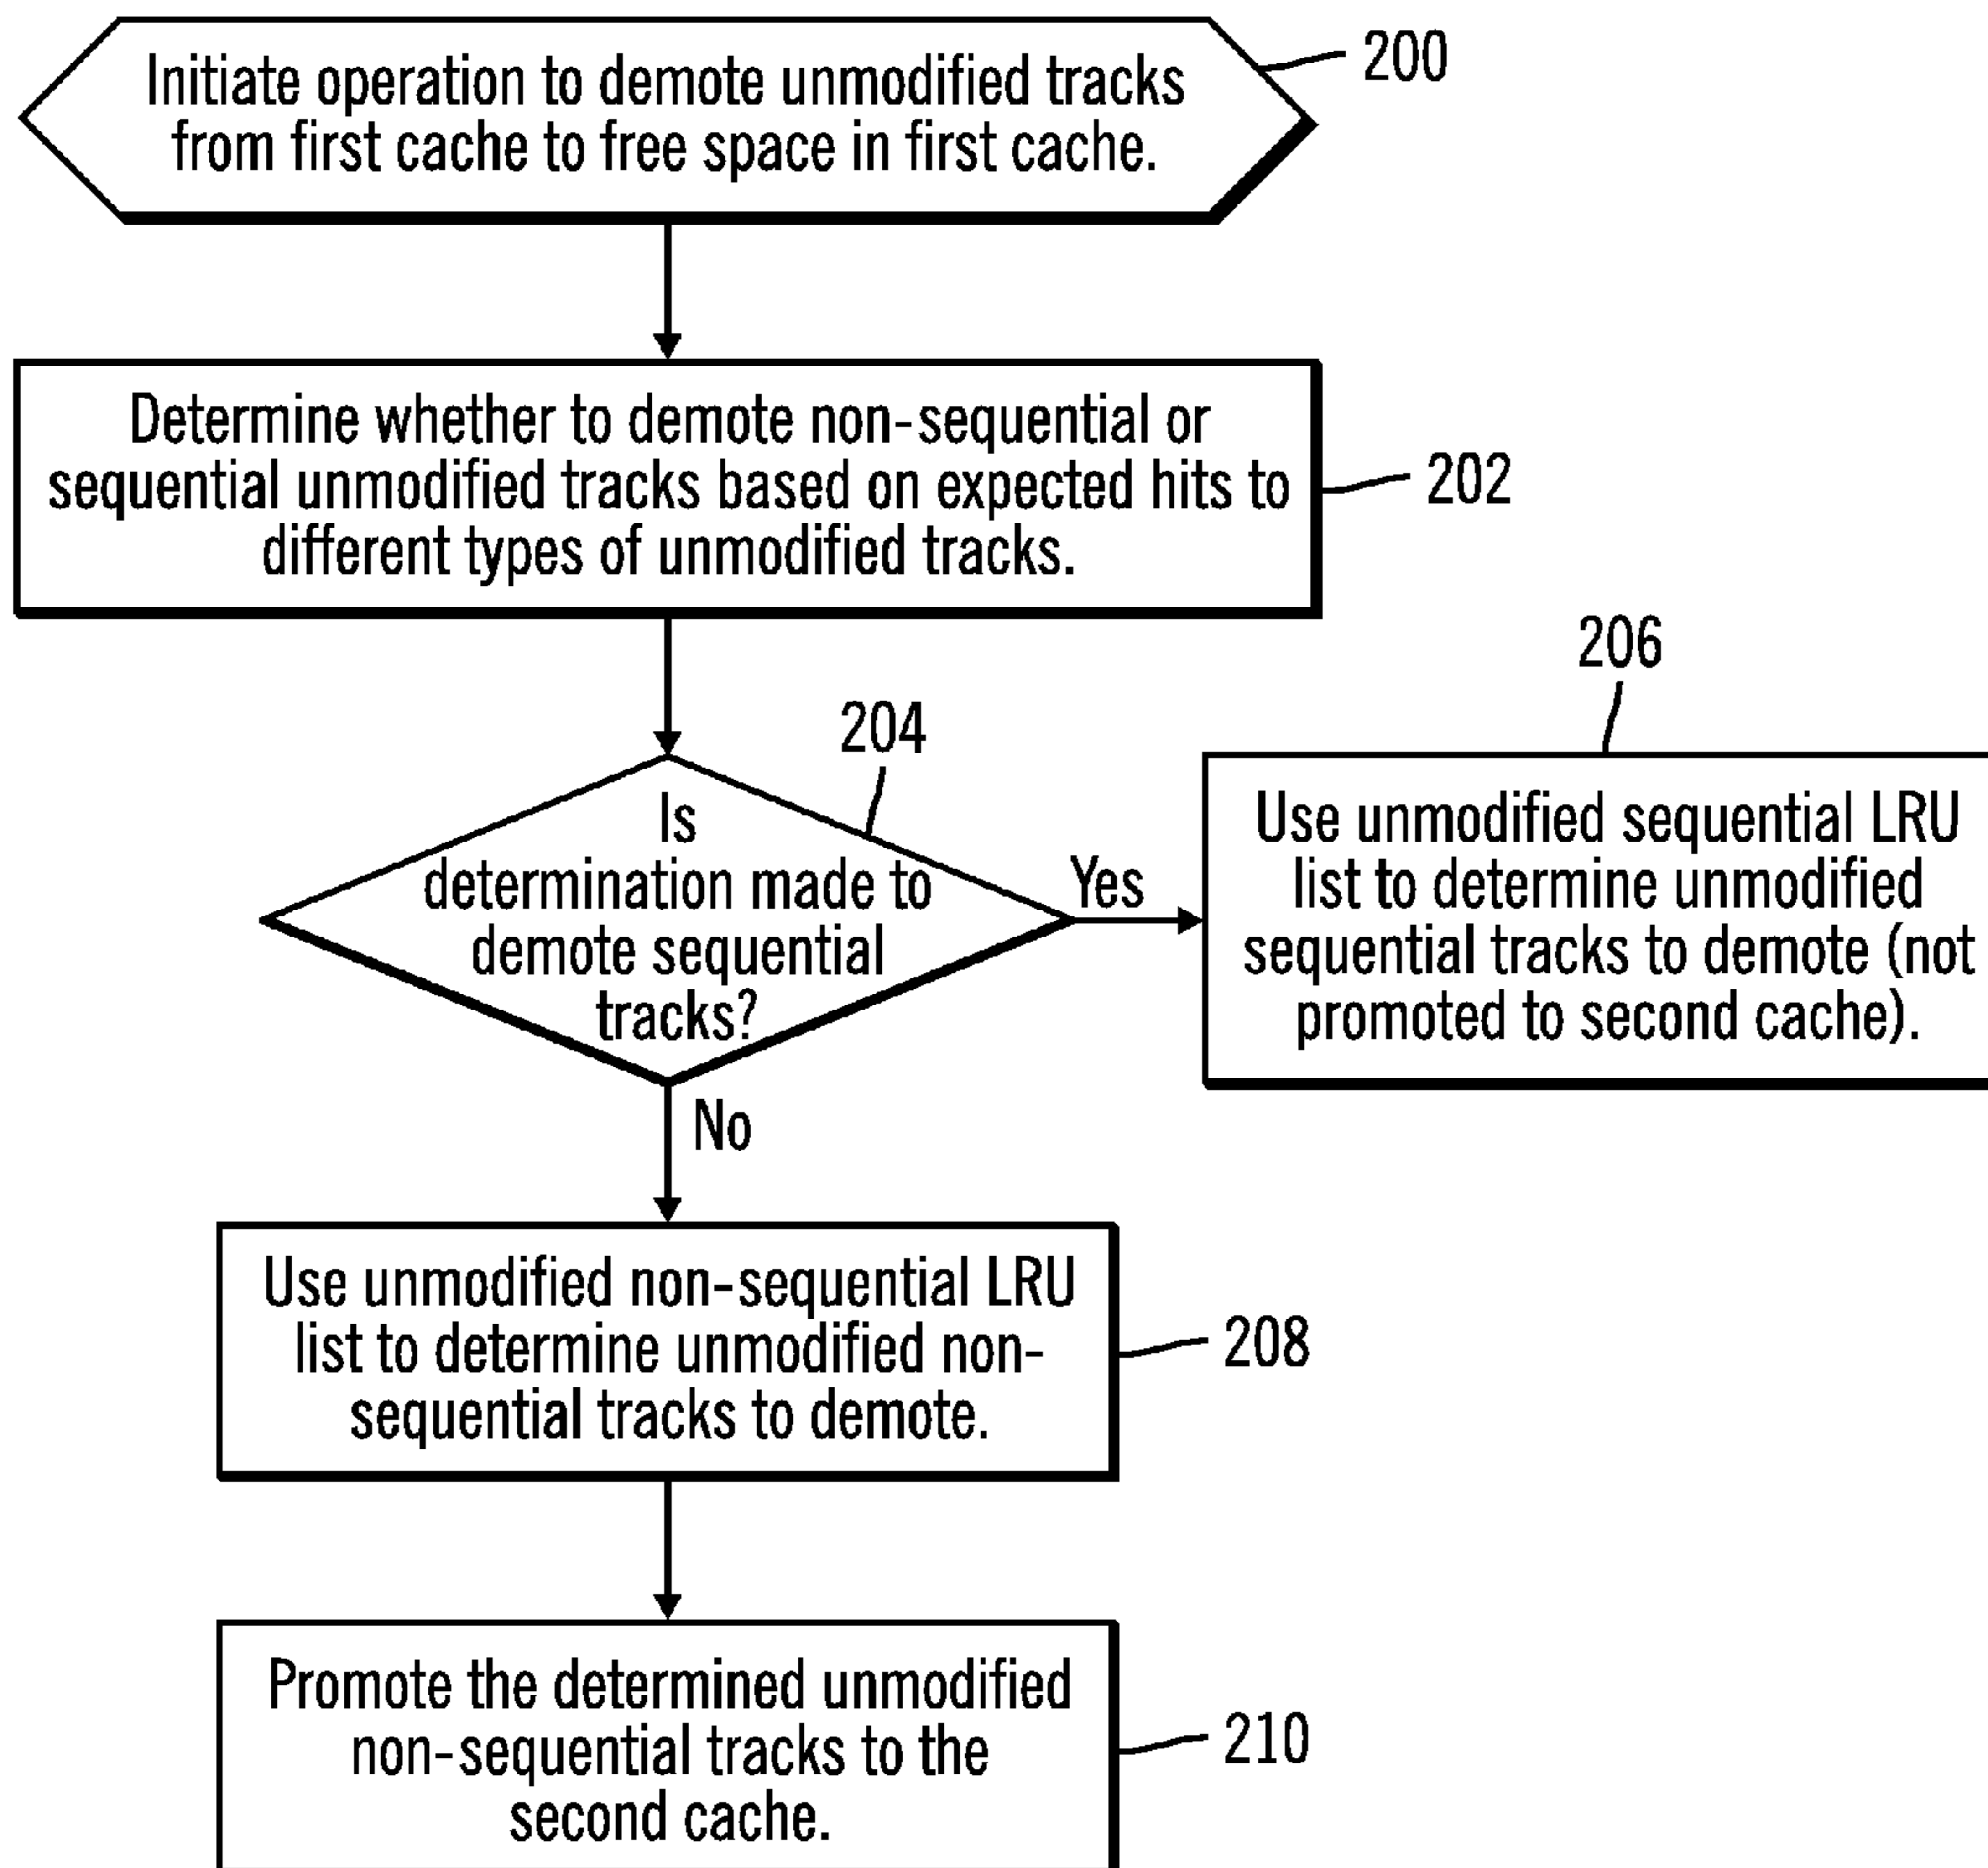 Initiate operation to demote unmodified tracks
from first cache to free space in first cache.
200
Determine whether to demote non-sequential or
sequential unmodified tracks based on expected hits to
different types of unmodified tracks.
202
204
Is
determination made to
demote sequential
tracks?
Yes
206
Use unmodified sequential LRU
list to determine unmodified
sequential tracks to demote (not
promoted to second cache).
No
Use unmodified non-sequential LRU
list to determine unmodified non-
sequential tracks to demote.
208
Promote the determined unmodified
non-sequential tracks to the
second cache.
210